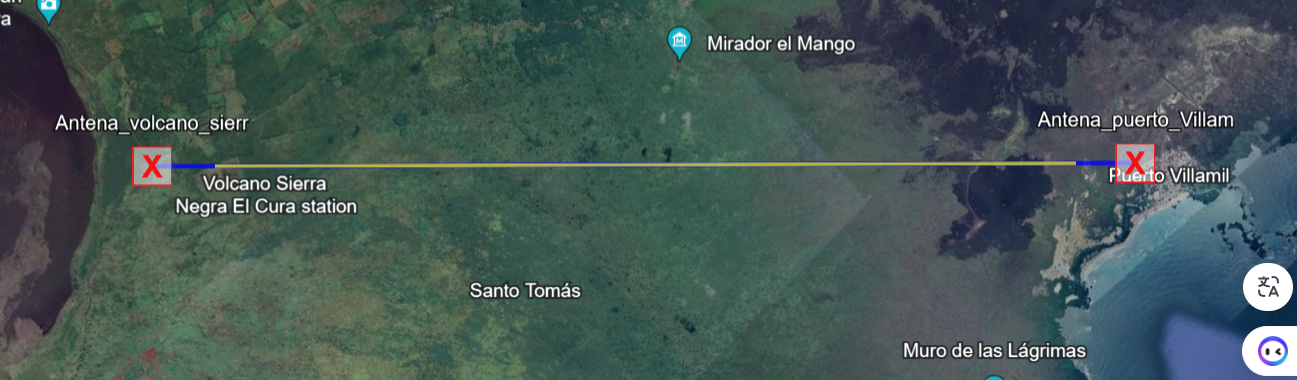 ra
Mirador el Mango
Antena_volcano_sierr
Antena_puerto_Villam
X
X
Volcano Sierra
Negra El Cura station
Puerto Villamil
Santo Tomás
Muro de las Lágrimas